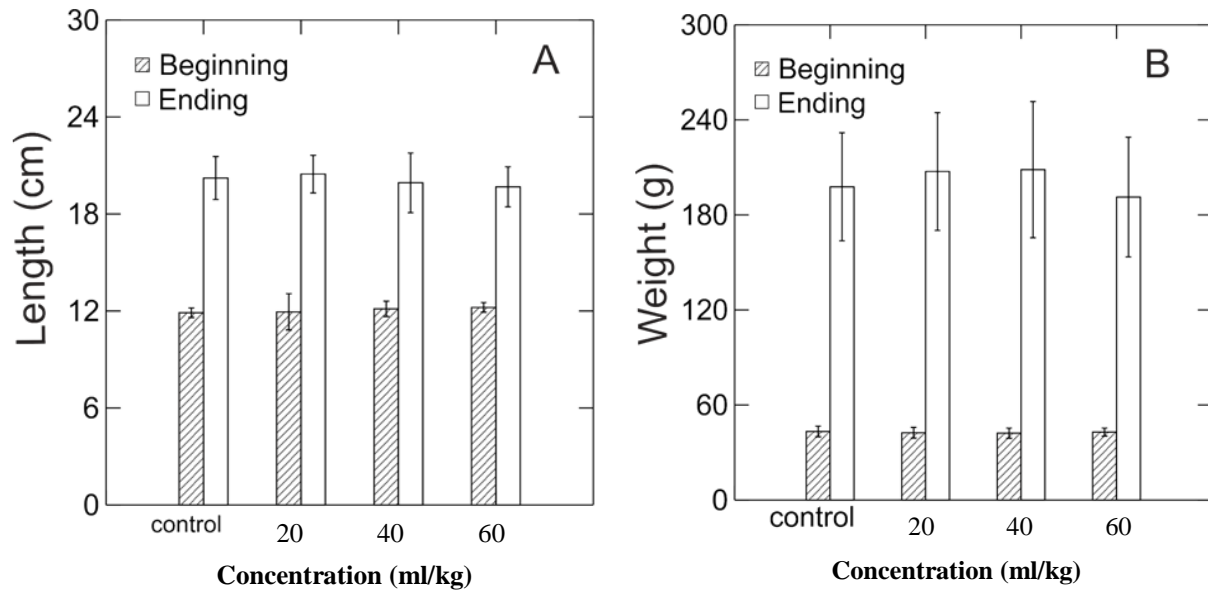 A
Beginning
Ending
Length (cm)
30
24
18
12
6
0
control 20 40 60
Concentration (ml/kg)
B
Beginning
Ending
Weight (g)
300
240
180
120
60
0
control 20 40 60
Concentration (ml/kg)